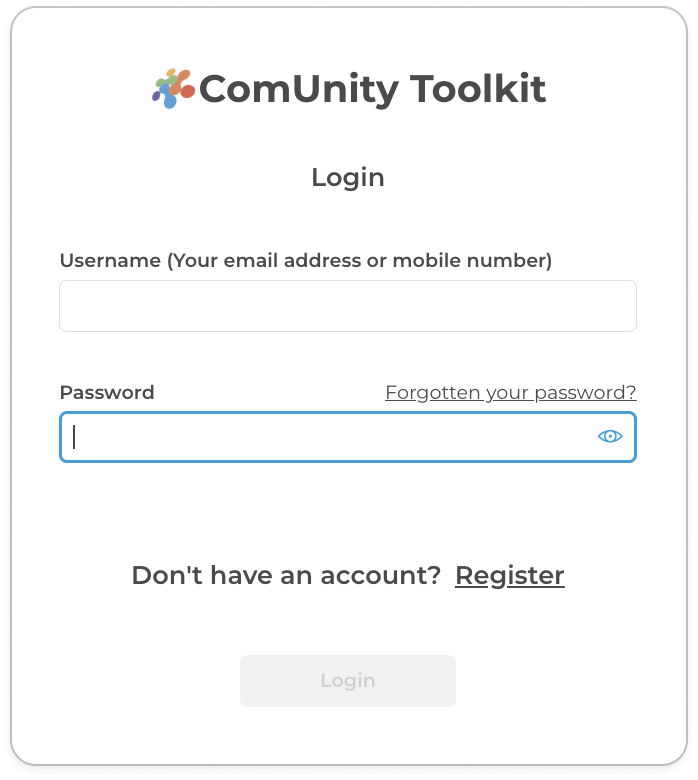 ComUnity Toolkit
Login
Username (Your email address or mobile number)
Password Forgotten your password?
Don't have an account? Register
Login